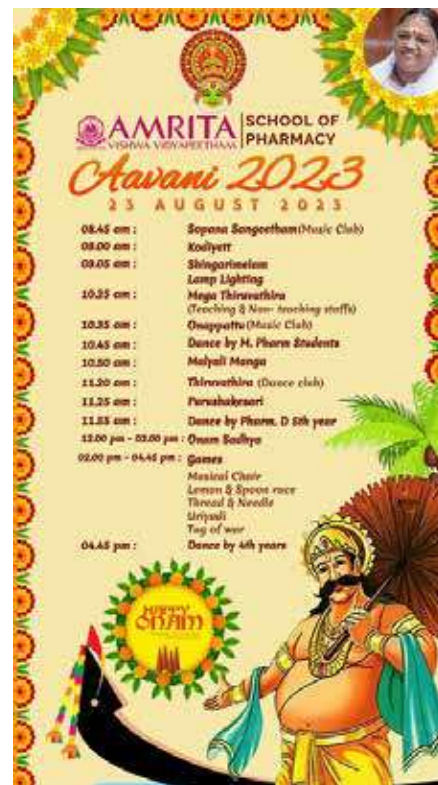 AMRITA
VISHWA VIDYAPEETHAM
SCHOOL OF
PHARMACY
Aavani 2023
23 AUGUST 2023
08.45 am : Sopana Sangeetham (Music Club)
09.00 am : Kodiyett
09.05 am : Shingarimelam
Lamp Lighting
10.25 am : Mega Thiruvathira
(Teaching & Non- teaching staffs)
10.35 am : Onappattu (Music Club)
10.45 am : Dance by M. Pharm Students
10.50 am : Malyali Manga
11.20 am : Thiruvathira (Dance club)
11.25 am : Purushakesari
11.55 am : Dance by Pharm. D 5th year
12.00 pm - 02.00 pm : Onam Sadhya
02.00 pm - 04.45 pm : Games
Musical Chair
Lemon & Spoon race
Thread & Needle
Uriyadi
Tug of war
04.45 pm : Dance by 4th years
HAPPY
ONAM